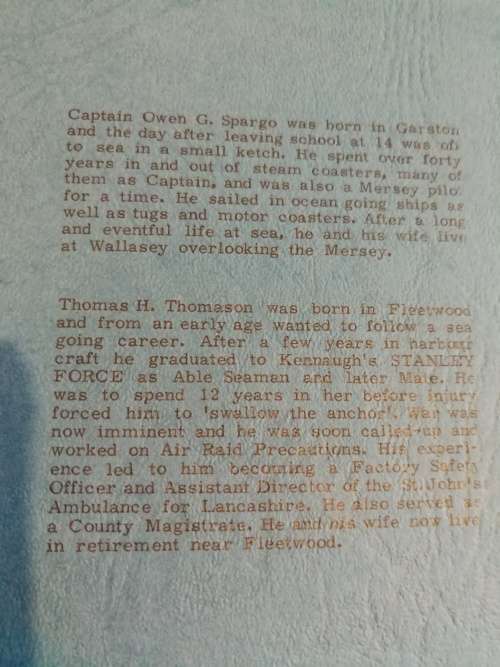 Captain Owen G. Spargo was born in Garston
and the day after leaving school at 14 was off
to sea in a small ketch. He spent over forty
years in and out of steam coasters, many of
them as Captain, and was also a Mersey pilot
for a time. He sailed in ocean going ships as
well as tugs and motor coasters. After a long
and eventful life at sea, he and his wife live
at Wallasey overlooking the Mersey.

Thomas H. Thomason was born in Fleetwood
and from an early age wanted to follow a sea
going career. After a few years in harbour
craft he graduated to Kennaugh's STANLEY
FORCE as Able Seaman and later Mate. He
was to spend 12 years in her before injury
forced him to 'swallow the anchor'. War was
now imminent and he was soon called-up and
worked on Air Raid Precautions. His experi-
ence led to him becoming a Factory Safety
Officer and Assistant Director of the St.John's
Ambulance for Lancashire. He also served as
a County Magistrate. He and his wife now live
in retirement near Fleetwood.